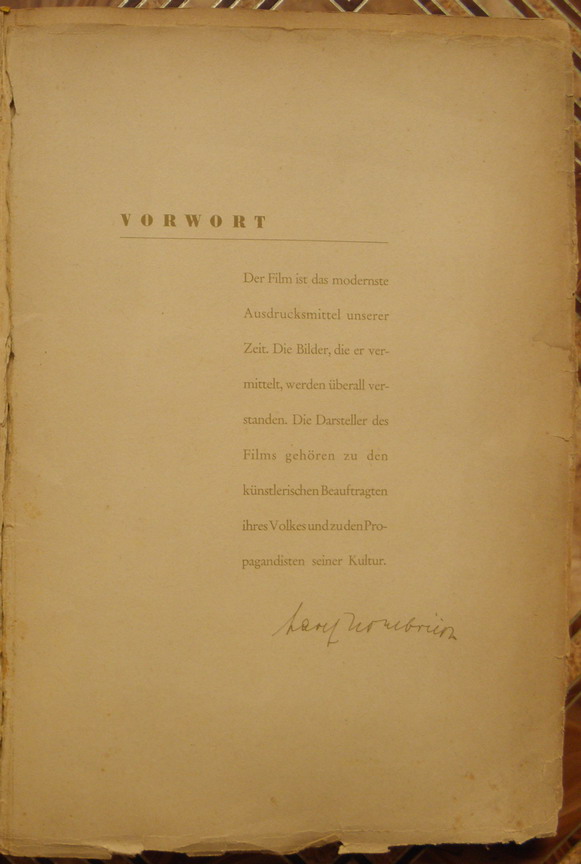 VORWORT
Der Film ist das modernste
Ausdrucksmittel unserer
Zeit. Die Bilder, die er ver-
mittelt, werden überall ver-
standen. Die Darsteller des
Films gehören zu den
künstlerischen Beauftragten
ihres Volkes und zu den Pro-
pagandisten seiner Kultur.